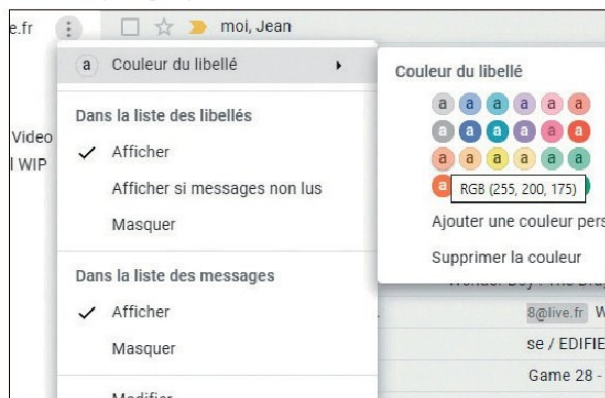 e.fr
moi, Jean
a Couleur du libellé
Dans la liste des libellés
Video
Afficher
l WIP
Afficher si messages non lus
Masquer
Dans la liste des messages
Afficher
Masquer
Modifier
Couleur du libellé
a a a a a a
a a a a a a
a a a a a a
a RGB (255, 200, 175)
Ajouter une couleur pers
Supprimer la couleur
8@live.fr W
se / EDIFIE
Game 28 -